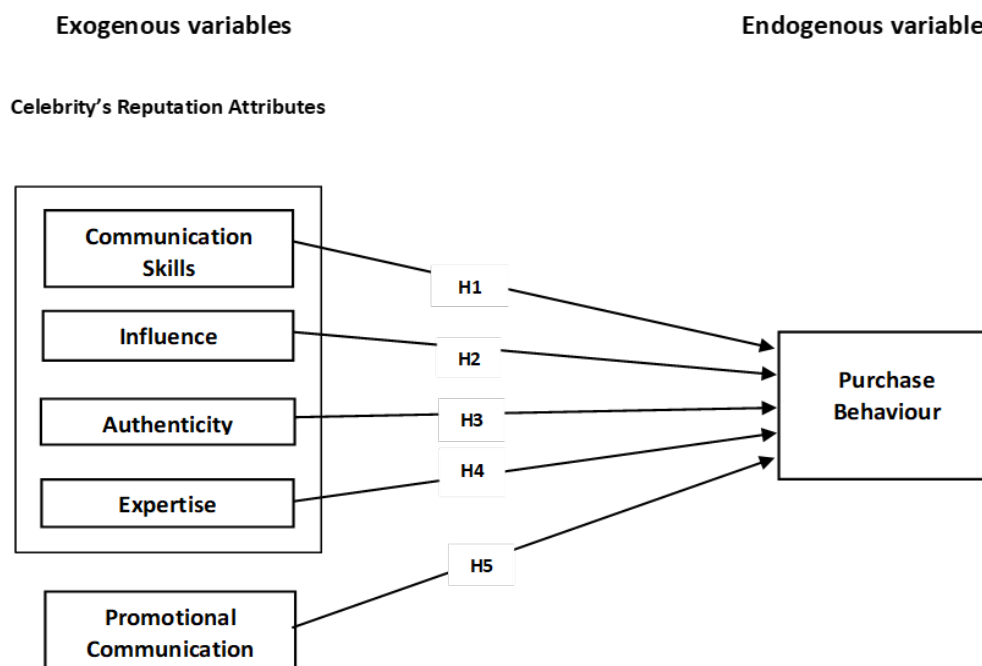 Exogenous variables
Endogenous variable
Celebrity's Reputation Attributes
Communication
Skills
H1
Influence
H2
Purchase
Behaviour
Authenticity
H3
H4
Expertise
H5
Promotional
Communication